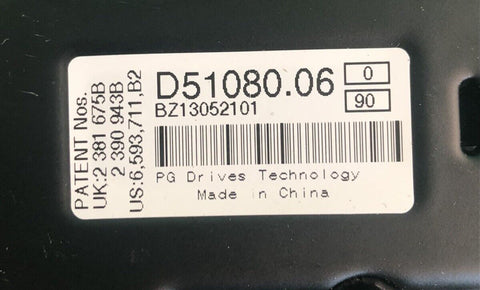 D51080.06
0
90
BZ13052101
PG Drives Technology
Made in China
PATENT Nos.
UK:2 381 675B
2 390 943B
US:6,593,711,B2